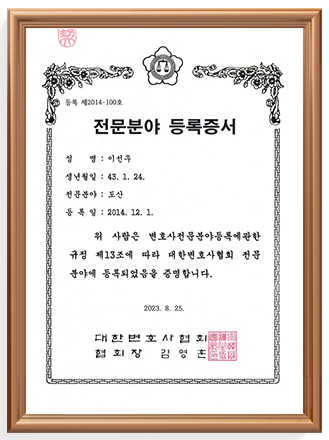 등록 제2014-100호
전문분야 등록증서
성 명 : 이선우
생년월일 : 43. 1. 24.
전문분야 : 도산
등 록 일 : 2014. 12. 1.
위 사람은 변호사전문분야등록에관한
규정 제13조에 따라 대한변호사협회 전문
분야에 등록되었음을 증명합니다.
2023. 8. 25.
대한변호사협회
협회장 김영훈